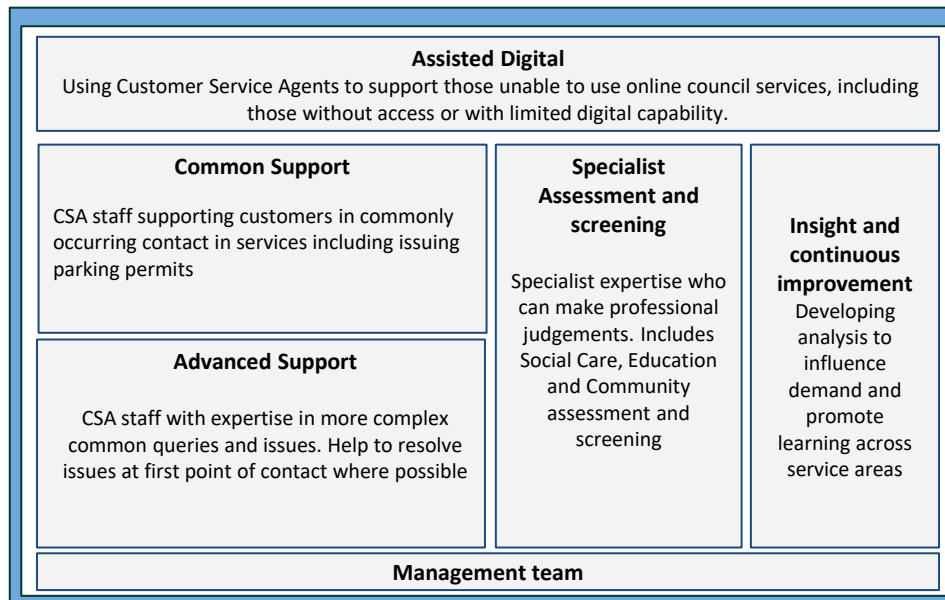 Assisted Digital
Using Customer Service Agents to support those unable to use online council services, including
those without access or with limited digital capability.
Common Support
CSA staff supporting customers in commonly
occurring contact in services including issuing
parking permits
Advanced Support
CSA staff with expertise in more complex
common queries and issues. Help to resolve
issues at first point of contact where possible
Specialist
Assessment and
screening
Specialist expertise who
can make professional
judgements. Includes
Social Care, Education
and Community
assessment and
screening
Insight and
continuous
improvement
Developing
analysis to
influence
demand and
promote
learning across
service areas
Management team